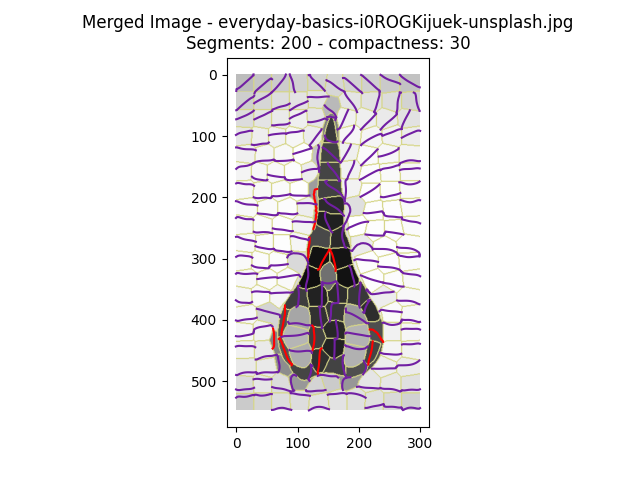 Merged Image - everyday-basics-i0ROGKijuek-unsplash.jpg
Segments: 200 - compactness: 30
0
100
200
300
400
500
0 100 200 300